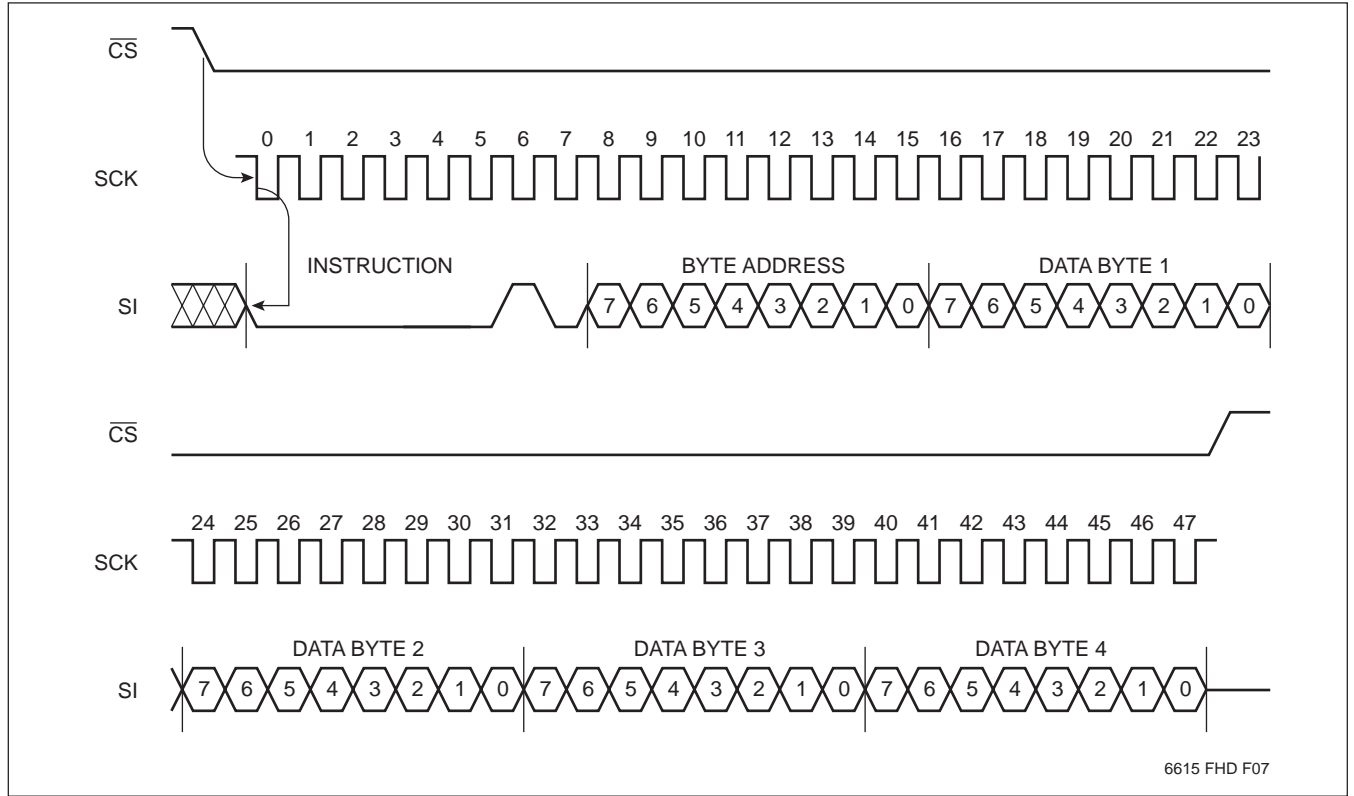 CS
0 1 2 3 4 5 6 7 8 9 10 11 12 13 14 15 16 17 18 19 20 21 22 23
SCK
INSTRUCTION BYTE ADDRESS DATA BYTE 1
SI 7 6 5 4 3 2 1 0 7 6 5 4 3 2 1 0
CS
24 25 26 27 28 29 30 31 32 33 34 35 36 37 38 39 40 41 42 43 44 45 46 47
SCK
DATA BYTE 2 DATA BYTE 3 DATA BYTE 4
SI 7 6 5 4 3 2 1 0 7 6 5 4 3 2 1 0 7 6 5 4 3 2 1 0
6615 FHD F07